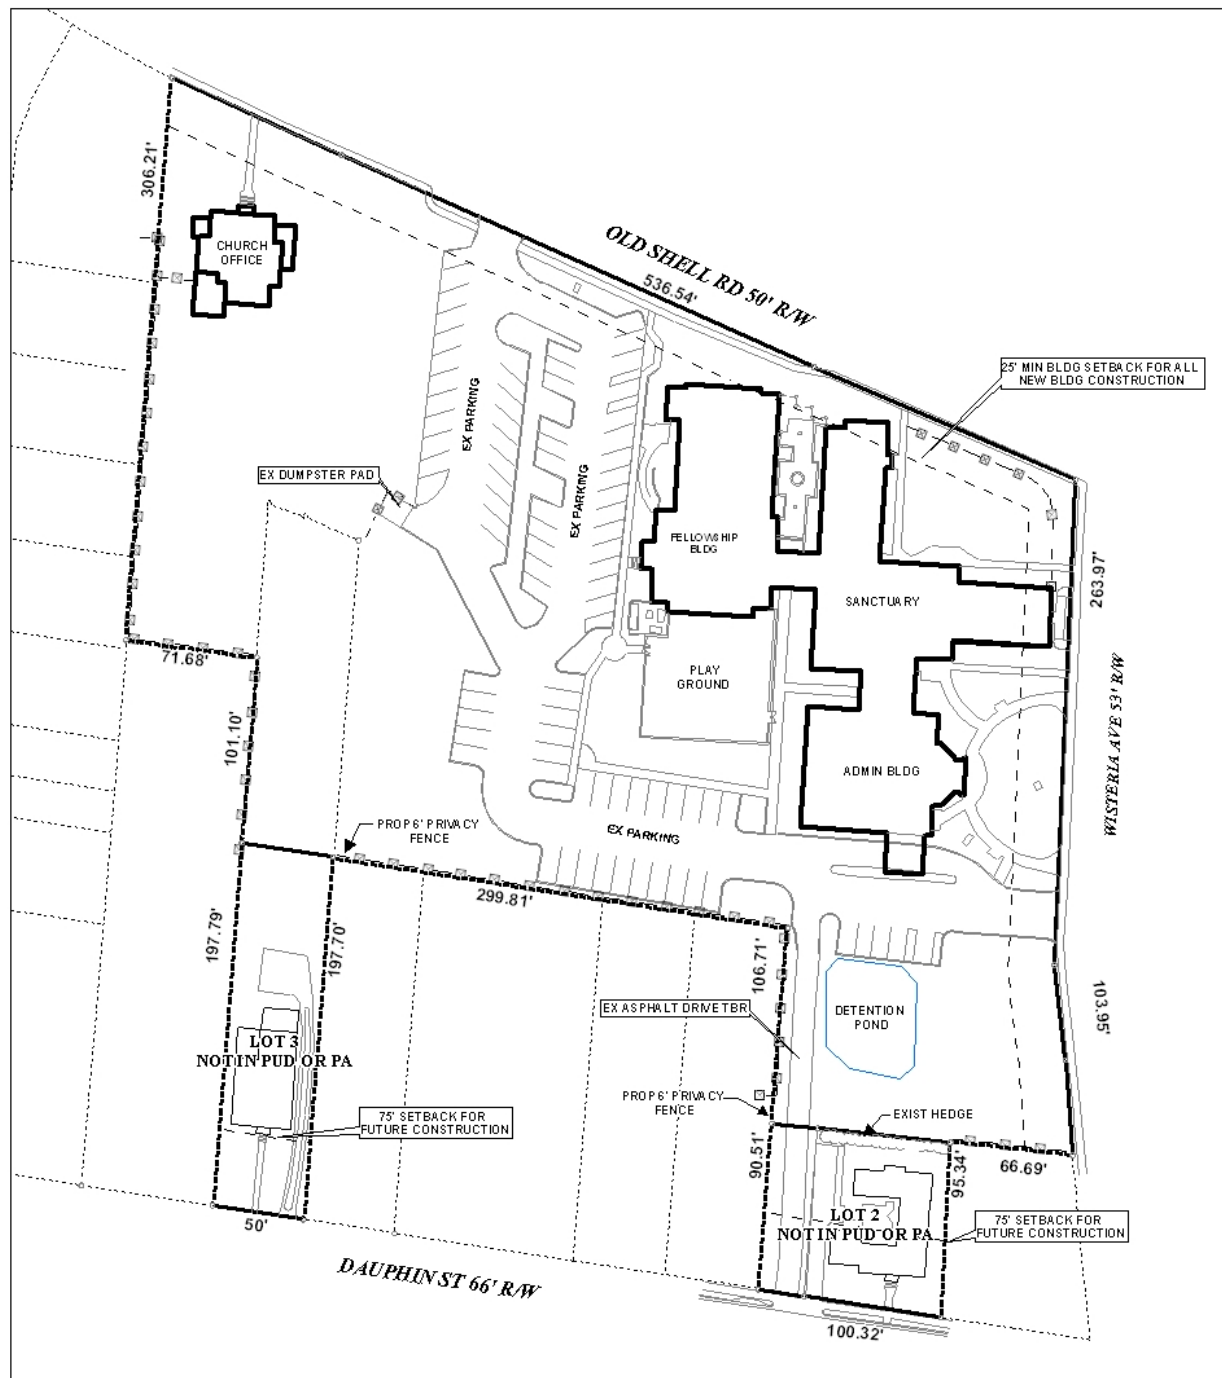 306.21'
CHURCH
OFFICE
OLD SHELL RD 50' R/W
536.54'
25' MIN BLDG SETBACK FOR ALL
NEW BLDG CONSTRUCTION
EX PARKING
EX PARKING
EX DUMPSTER PAD
FELLOWSHIP
BLDG
SANCTUARY
263.97'
71.68'
PLAY
GROUND
WISTERIA AVE 53' R/W
101.10'
ADMIN BLDG
PROP 6' PRIVACY
FENCE
EX PARKING
299.81'
197.79'
197.70'
106.71'
103.95'
EX ASPHALT DRIVE TBR
DETENTION
POND
LOT 3
NOT IN PUD OR PA
PROP 6' PRIVACY
FENCE
EXIST HEDGE
75' SETBACK FOR
FUTURE CONSTRUCTION
90.51'
95.34'
66.69'
LOT 2
NOT IN PUD OR PA
75' SETBACK FOR
FUTURE CONSTRUCTION
50'
DAUPHIN ST 66' R/W
100.32'